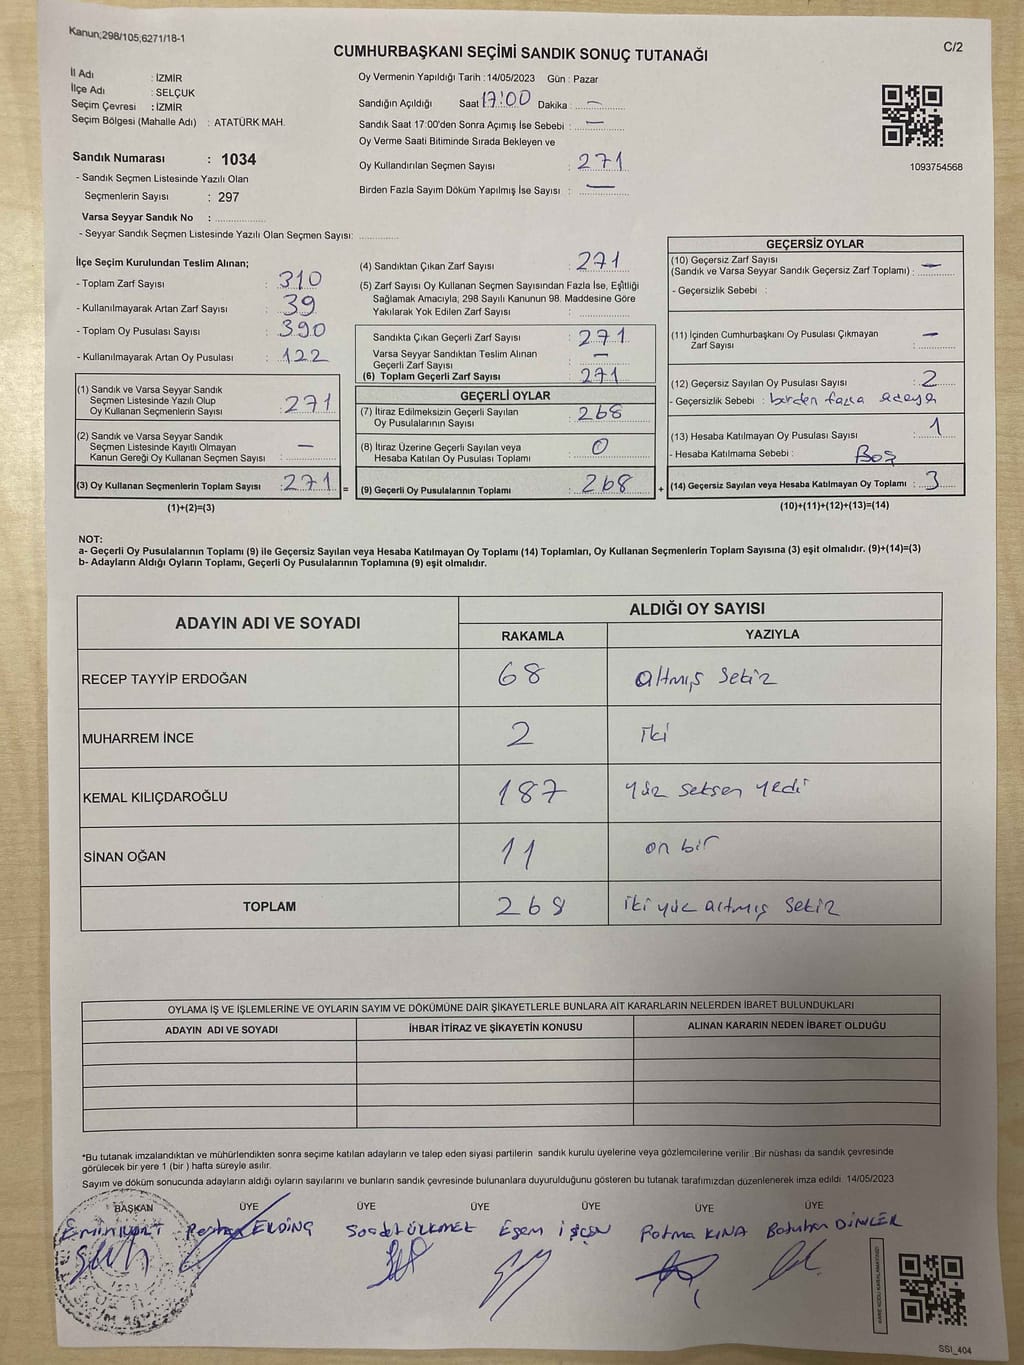 Kanun;298/105;6271/18-1
C/2
CUMHURBAŞKANI SEÇİMİ SANDIK SONUÇ TUTANAĞI
İl Adı : İZMİR
İlçe Adı : SELÇUK
Seçim Çevresi : İZMİR
Seçim Bölgesi (Mahalle Adı) : ATATÜRK MAH.
Sandık Numarası : 1034
- Sandık Seçmen Listesinde Yazılı Olan
Seçmenlerin Sayısı : 297
Varsa Seyyar Sandık No :
- Seyyar Sandık Seçmen Listesinde Yazılı Olan Seçmen Sayısı:
Oy Vermenin Yapıldığı Tarih : 14/05/2023 Gün : Pazar
Sandığın Açıldığı Saat 17:00 Dakika : —
Sandık Saat 17:00'den Sonra Açımış İse Sebebi : —
Oy Verme Saati Bitiminde Sırada Bekleyen ve
Oy Kullandırılan Seçmen Sayısı : 271
Birden Fazla Sayım Döküm Yapılmış İse Sayısı : —
1093754568
İlçe Seçim Kurulundan Teslim Alınan;
- Toplam Zarf Sayısı : 310
- Kullanılmayarak Artan Zarf Sayısı : 39
- Toplam Oy Pusulası Sayısı : 390
- Kullanılmayarak Artan Oy Pusulası : 122
(1) Sandık ve Varsa Seyyar Sandık
Seçmen Listesinde Yazılı Olup
Oy Kullanan Seçmenlerin Sayısı : 271
(2) Sandık ve Varsa Seyyar Sandık
Seçmen Listesinde Kayıtlı Olmayan
Kanun Gereği Oy Kullanan Seçmen Sayısı : —
(3) Oy Kullanan Seçmenlerin Toplam Sayısı : 271 =
(1)+(2)=(3)
(4) Sandıktan Çıkan Zarf Sayısı : 271
(5) Zarf Sayısı Oy Kullanan Seçmen Sayısından Fazla İse, Eşitliği
Sağlamak Amacıyla; 298 Sayılı Kanunun 98. Maddesine Göre
Yakılarak Yok Edilen Zarf Sayısı :
Sandıkta Çıkan Geçerli Zarf Sayısı : 271
Varsa Seyyar Sandıktan Teslim Alınan
Geçerli Zarf Sayısı : —
(6) Toplam Geçerli Zarf Sayısı : 271
GEÇERLİ OYLAR
(7) İtiraz Edilmeksizin Geçerli Sayılan
Oy Pusulalarının Sayısı : 268
(8) İtiraz Üzerine Geçerli Sayılan veya
Hesaba Katılan Oy Pusulası Toplamı : 0
(9) Geçerli Oy Pusulalarının Toplamı : 268 +
GEÇERSİZ OYLAR
(10) Geçersiz Zarf Sayısı
(Sandık ve Varsa Seyyar Sandık Geçersiz Zarf Toplamı) : —
- Geçersizlik Sebebi :
(11) İçinden Cumhurbaşkanı Oy Pusulası Çıkmayan
Zarf Sayısı : —
(12) Geçersiz Sayılan Oy Pusulası Sayısı : 2
- Geçersizlik Sebebi : birden fazla adaya
(13) Hesaba Katılmayan Oy Pusulası Sayısı : 1
- Hesaba Katılmama Sebebi : Boş
(14) Geçersiz Sayılan veya Hesaba Katılmayan Oy Toplamı : 3
(10)+(11)+(12)+(13)=(14)
NOT:
a- Geçerli Oy Pusulalarının Toplamı (9) ile Geçersiz Sayılan veya Hesaba Katılmayan Oy Toplamı (14) Toplamları, Oy Kullanan Seçmenlerin Toplam Sayısına (3) eşit olmalıdır. (9)+(14)=(3)
b- Adayların Aldığı Oyların Toplamı, Geçerli Oy Pusulalarının Toplamına (9) eşit olmalıdır.
ADAYIN ADI VE SOYADI
ALDIĞI OY SAYISI
RAKAMLA YAZIYLA
RECEP TAYYİP ERDOĞAN 68 altmış sekiz
MUHARREM İNCE 2 iki
KEMAL KILIÇDAROĞLU 187 yüz seksen yedi
SİNAN OĞAN 11 on bir
TOPLAM 268 iki yüz altmış sekiz
OYLAMA İŞ VE İŞLEMLERİNE VE OYLARIN SAYIM VE DÖKÜMÜNE DAİR ŞİKAYETLERLE BUNLARA AİT KARARLARIN NELERDEN İBARET BULUNDUKLARI
ADAYIN ADI VE SOYADI İHBAR İTİRAZ VE ŞİKAYETİN KONUSU ALINAN KARARIN NEDEN İBARET OLDUĞU
*Bu tutanak imzalandıktan ve mühürlendikten sonra seçime katılan adayların ve talep eden siyasi partilerin sandık kurulu üyelerine veya gözlemcilerine verilir .Bir nüshası da sandık çevresinde
görülecek bir yere 1 (bir ) hafta süreyle asılır.
Sayım ve döküm sonucunda adayların aldığı oyların sayılarını ve bunların sandık çevresinde bulunanlara duyurulduğunu gösteren bu tutanak tarafımızdan düzenlenerek imza edildi 14/05/2023
BAŞKAN ÜYE ÜYE ÜYE ÜYE ÜYE
ERDİNÇ Saadet ÜLKMET Eşem İŞÇEN Fatma KINA Batuhan DİNÇLER
SSI_404